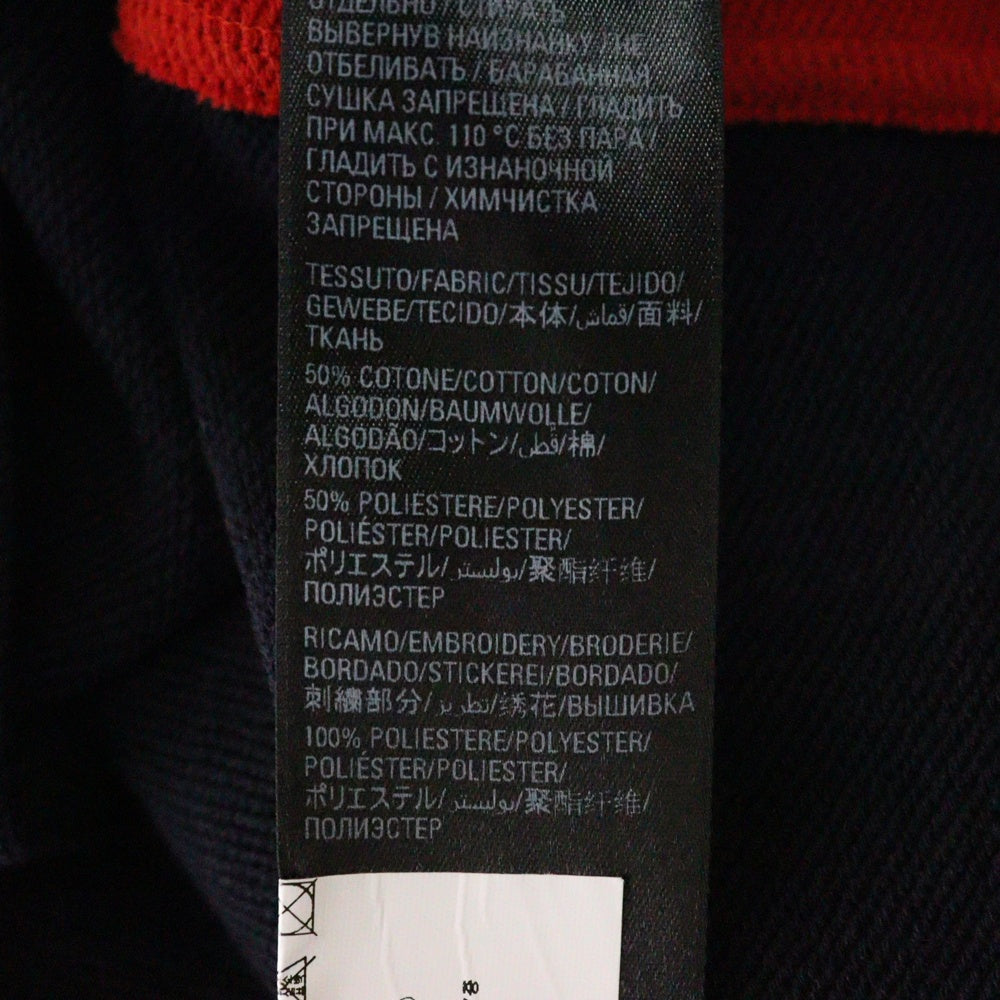 ОТДЕЛЬНО / СТИРАТЬ
ВЫВЕРНУВ НАИЗНАНКУ / НЕ
ОТБЕЛИВАТЬ / БАРАБАННАЯ
СУШКА ЗАПРЕЩЕНА / ГЛАДИТЬ
ПРИ МАКС. 110 °C БЕЗ ПАРА /
ГЛАДИТЬ С ИЗНАНОЧНОЙ
СТОРОНЫ / ХИМЧИСТКА
ЗАПРЕЩЕНА
TESSUTO/FABRIC/TISSU/TEJIDO/
GEWEBE/TECIDO/本体/قماش/面料/
ТКАНЬ
50% COTONE/COTTON/COTON/
ALGODON/BAUMWOLLE/
ALGODÃO/コットン/قطن/棉/
ХЛОПОК
50% POLIESTERE/POLYESTER/
POLIÉSTER/POLIESTER/
ポリエステル/بوليستر/聚酯纤维/
ПОЛИЭСТЕР
RICAMO/EMBROIDERY/BRODERIE/
BORDADO/STICKEREI/BORDADO/
刺繍部分/تطريز/绣花/ВЫШИВКА
100% POLIESTERE/POLYESTER/
POLIÉSTER/POLIESTER/
ポリエステル/بوليستر/聚酯纤维/
ПОЛИЭСТЕР